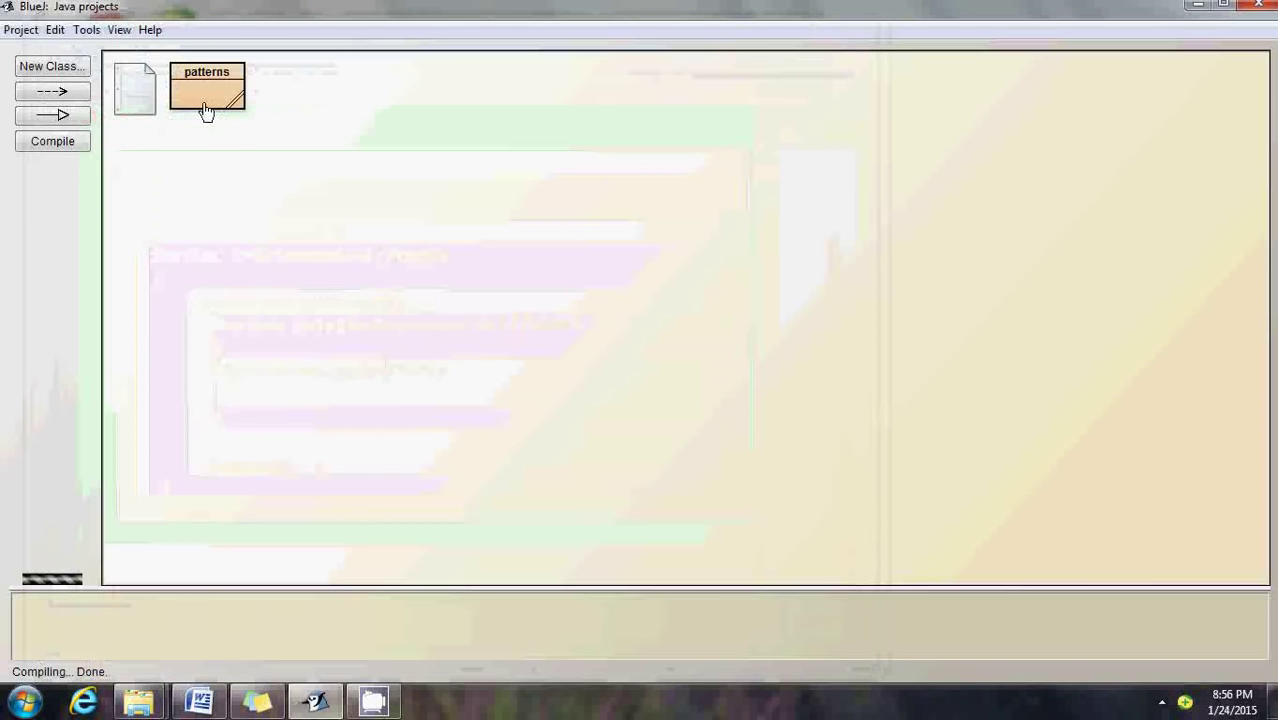 BlueJ: Java projects
Project Edit Tools View Help
New Class...
patterns
Compile
Compiling... Done.
8:56 PM
1/24/2015